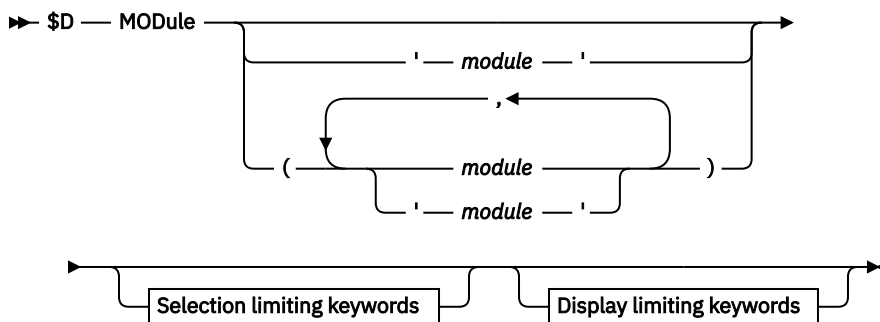 $D MODule
' module '
,
( module )
' module '
Selection limiting keywords Display limiting keywords